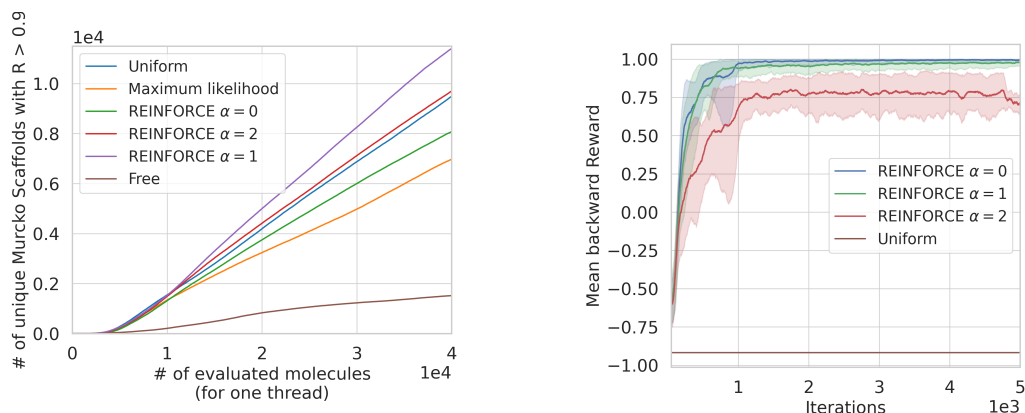 # of unique Murcko Scaffolds with R > 0.9
1e4
1.0
0.8
0.6
0.4
0.2
0.0
Uniform
Maximum likelihood
REINFORCE α = 0
REINFORCE α = 2
REINFORCE α = 1
Free
0 1 2 3 4
# of evaluated molecules
1e4
(for one thread)
Mean backward Reward
1.00
0.75
0.50
0.25
0.00
−0.25
−0.50
−0.75
−1.00
REINFORCE α = 0
REINFORCE α = 1
REINFORCE α = 2
Uniform
1 2 3 4 5
Iterations
1e3